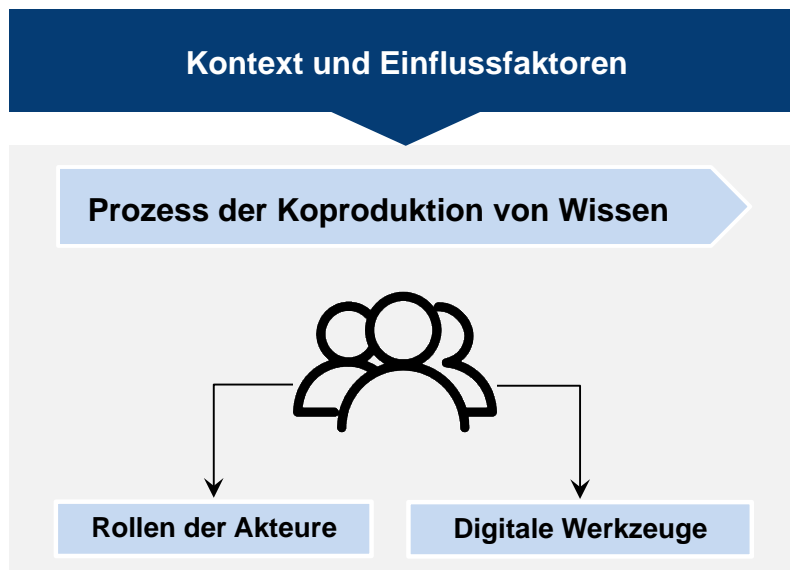 Kontext und Einflussfaktoren
Prozess der Koproduktion von Wissen
Rollen der Akteure
Digitale Werkzeuge